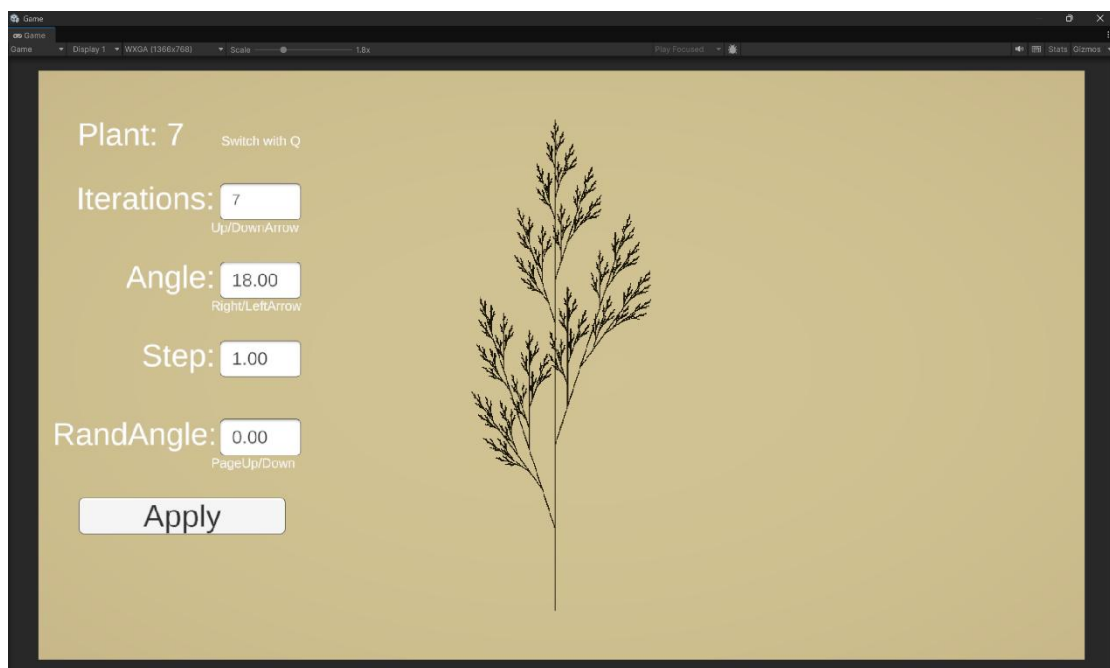 Game
Game
Game Display 1 WXGA (1366x768) Scale 1.8x Play Focused Stats Gizmos
Plant: 7 Switch with Q
Iterations: 7
Up/DownArrow
Angle: 18.00
Right/LeftArrow
Step: 1.00
RandAngle: 0.00
PageUp/Down
Apply